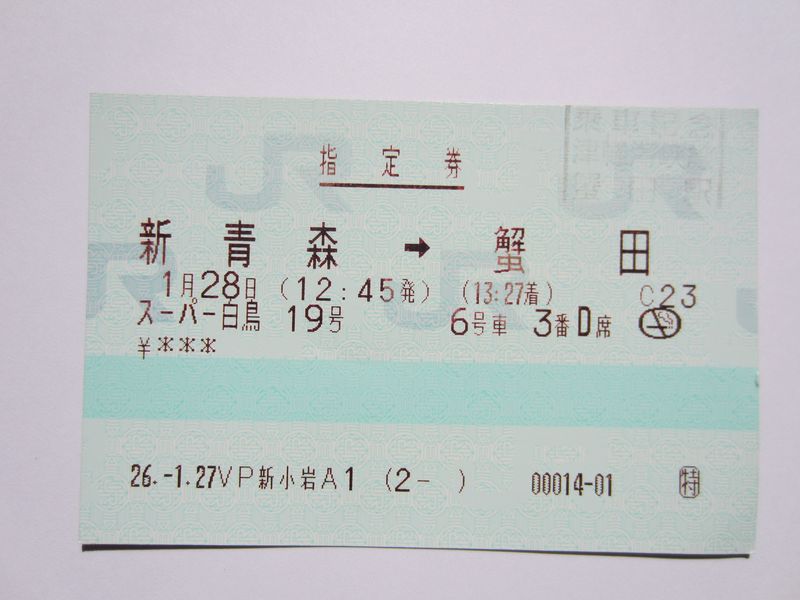 指定券
新青森 → 蟹田
1月28日 (12:45発) (13:27着) C23
スーパー白鳥 19号 6号車 3番D席
¥***
26.-1.27VP新小岩A1 (2- ) 00014-01 特